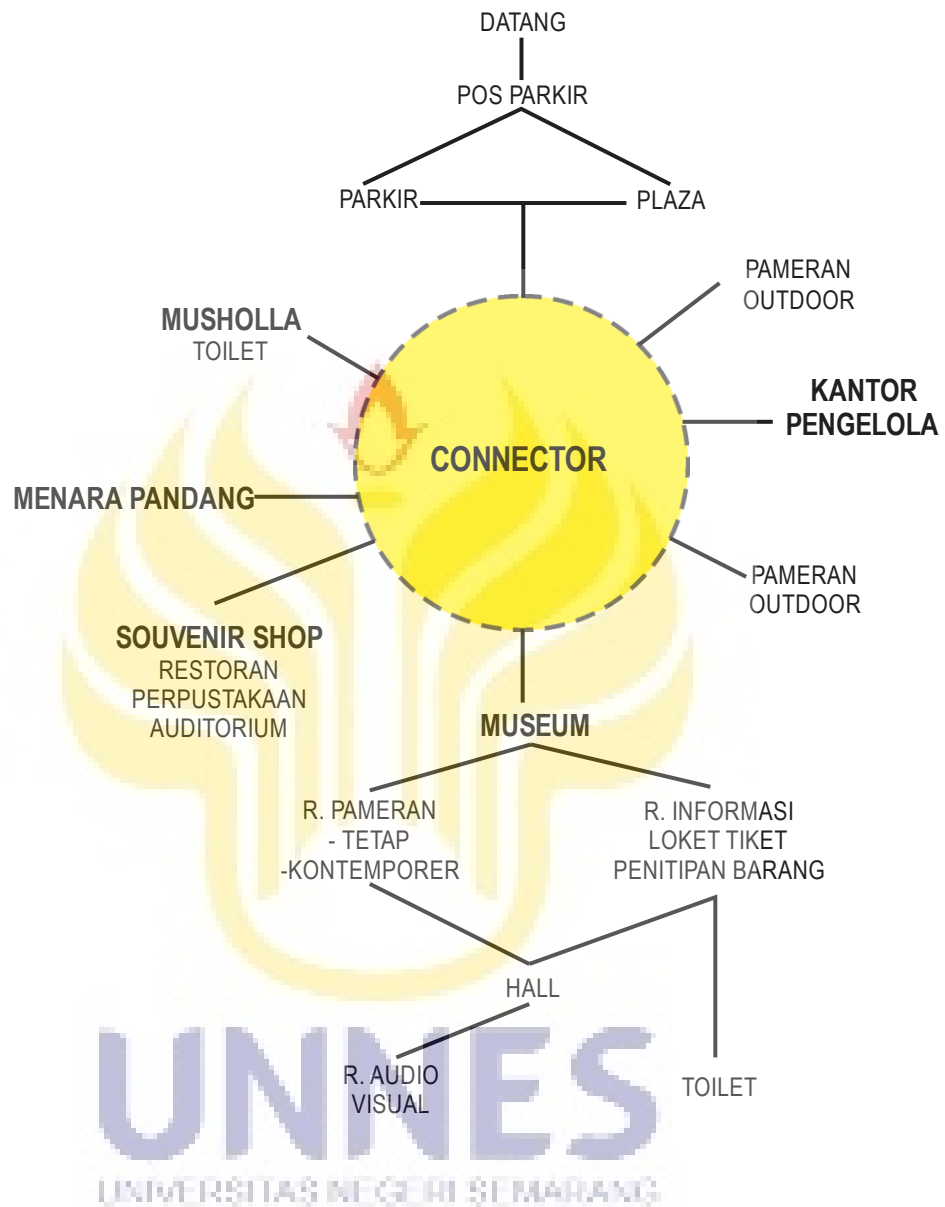 DATANG
POS PARKIR
PARKIR
PLAZA
PAMERAN
OUTDOOR
MUSHOLLA
TOILET
KANTOR
PENGELOLA
CONNECTOR
MENARA PANDANG
PAMERAN
OUTDOOR
SOUVENIR SHOP
RESTORAN
PERPUSTAKAAN
AUDITORIUM
MUSEUM
R. PAMERAN
- TETAP
-KONTEMPORER
R. INFORMASI
LOKET TIKET
PENITIPAN BARANG
HALL
R. AUDIO
VISUAL
TOILET
UNNES
UNIVERSITAS NEGERI SEMARANG